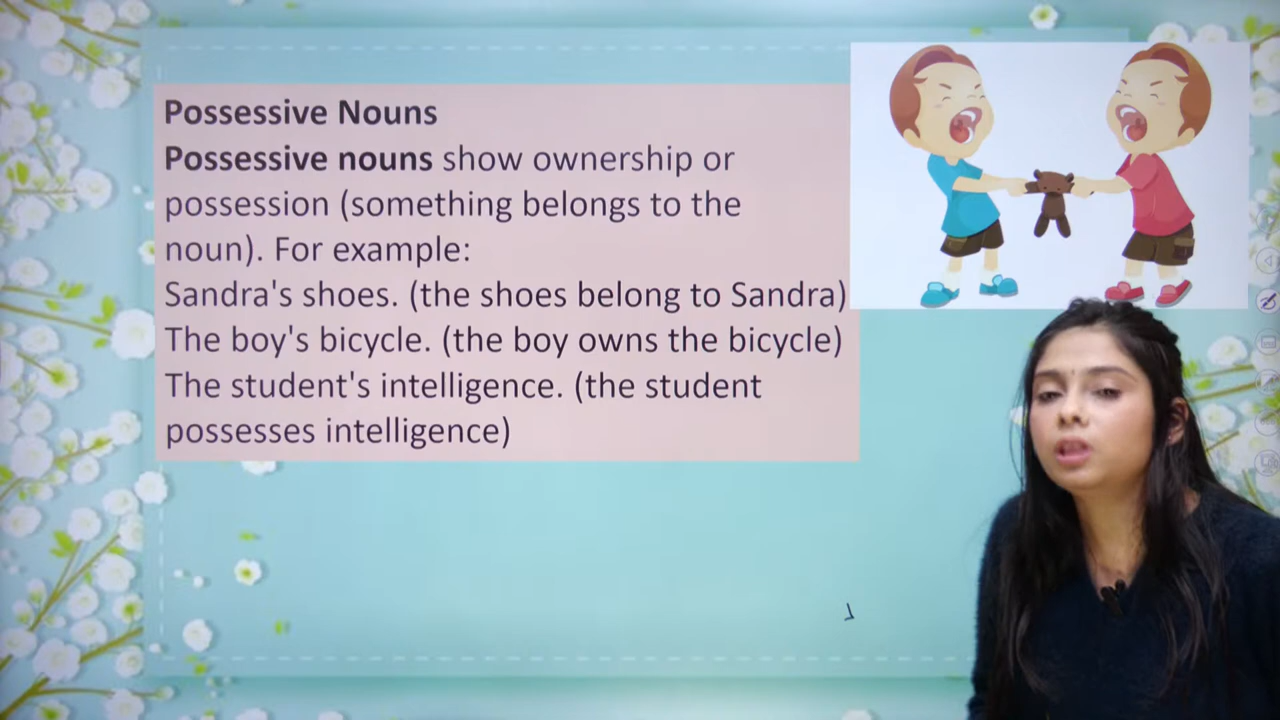 Possessive Nouns
Possessive nouns show ownership or
possession (something belongs to the
noun). For example:
Sandra's shoes. (the shoes belong to Sandra)
The boy's bicycle. (the boy owns the bicycle)
The student's intelligence. (the student
possesses intelligence)